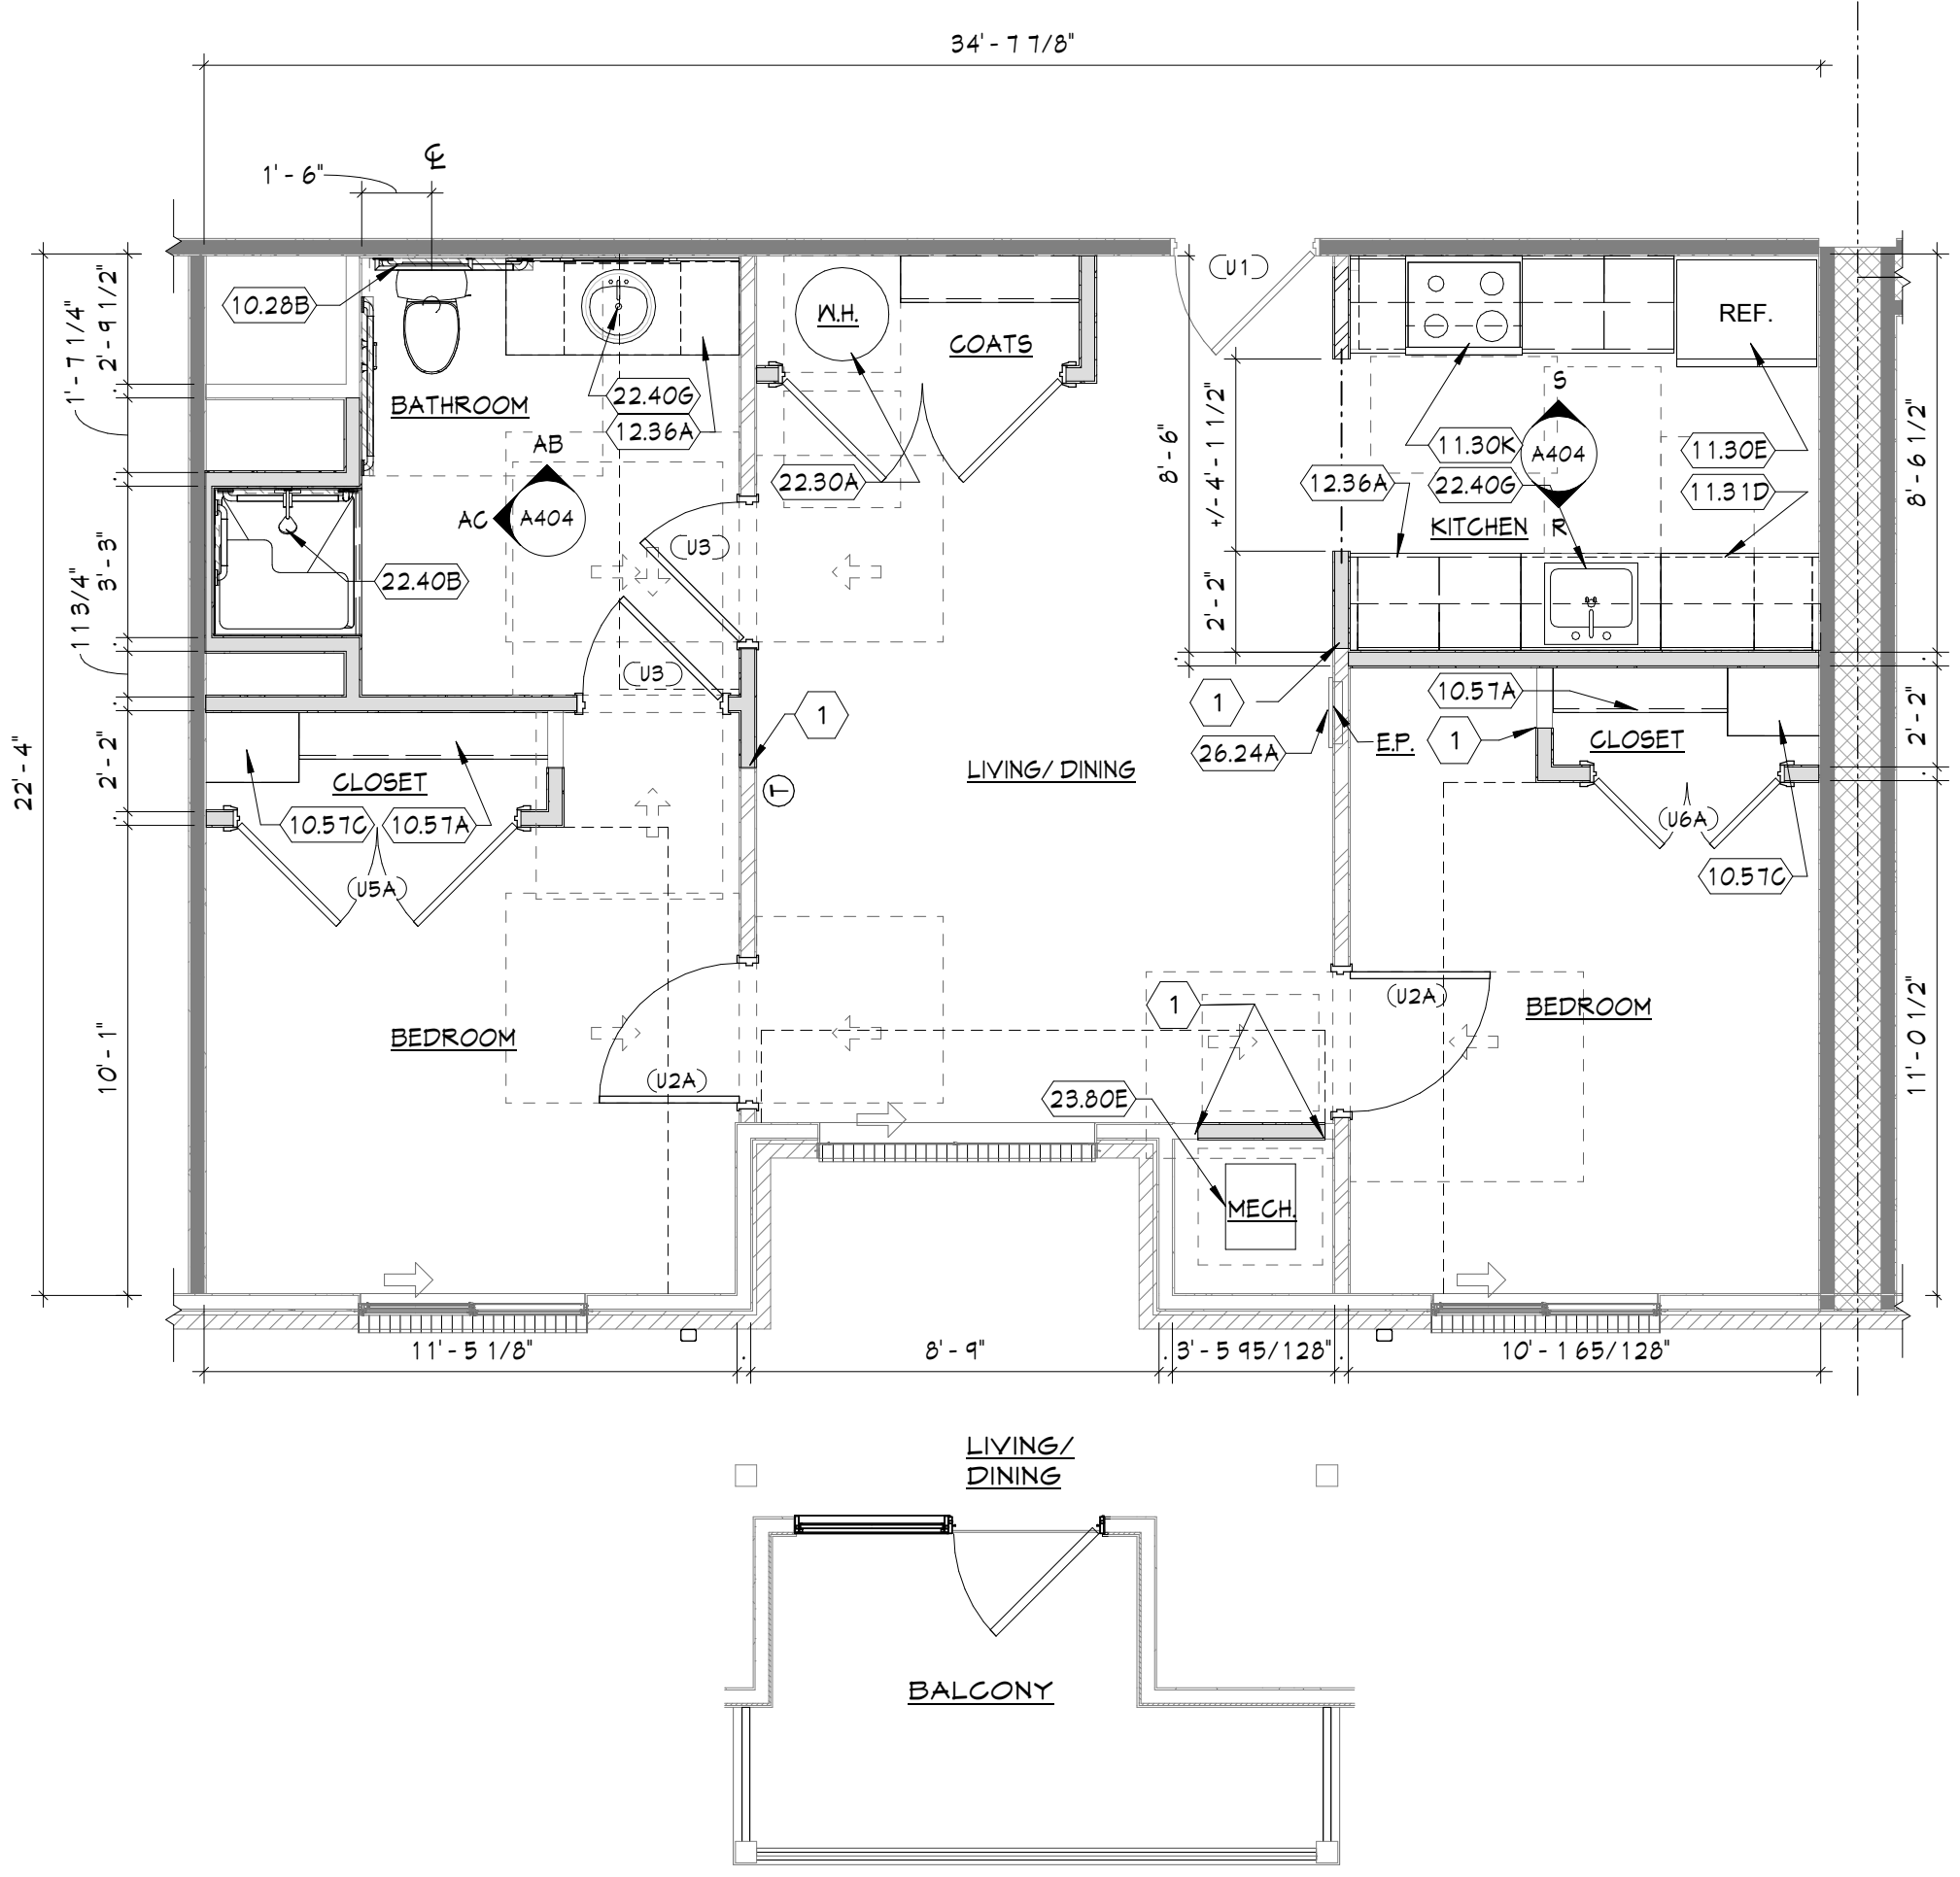 34'- 7 7/8"
℄
1'- 6"
(U1)
10.28B
W.H.
COATS
REF.
22.40G
BATHROOM
12.36A
AB
22.30A
S
11.30K
A404
11.30E
12.36A
22.40G
11.31D
AC
A404
KITCHEN
R
(U3)
22.40B
(U3)
1
1
10.57A
26.24A
E.P.
1
CLOSET
LIVING/ DINING
CLOSET
T
10.57C
10.57A
(U6A)
(U5A)
10.57C
(U2A)
1
BEDROOM
BEDROOM
(U2A)
23.80E
MECH.
2'- 9 1/2"
1'- 7 1/4"
3'- 3"
11 3/4"
2'- 2"
22'- 4"
10'- 1"
8'- 6"
+/- 4'- 1 1/2"
2'- 2"
8'- 6 1/2"
2'- 2"
11'- 0 1/2"
11'- 5 1/8"
8'- 9"
3'- 5 95/128"
10'- 1 65/128"
LIVING/
DINING
BALCONY